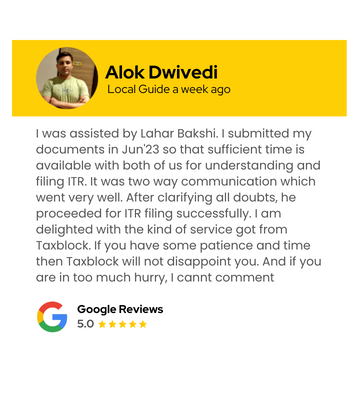 Alok Dwivedi
Local Guide a week ago
I was assisted by Lahar Bakshi. I submitted my
documents in Jun'23 so that sufficient time is
available with both of us for understanding and
filing ITR. It was two way communication which
went very well. After clarifying all doubts, he
proceeded for ITR filing successfully. I am
delighted with the kind of service got from
Taxblock. If you have some patience and time
then Taxblock will not disappoint you. And if you
are in too much hurry, I cannt comment
Google Reviews
5.0